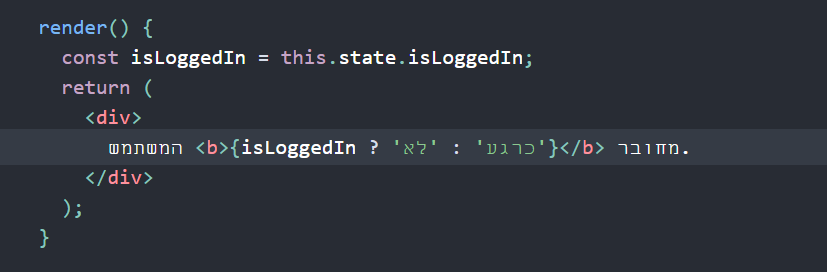 render() {
const isLoggedIn = this.state.isLoggedIn;
return (
<div>
המשתמש <b>{isLoggedIn ? 'כרגע' : 'לא'}</b> מחובר.
</div>
);
}